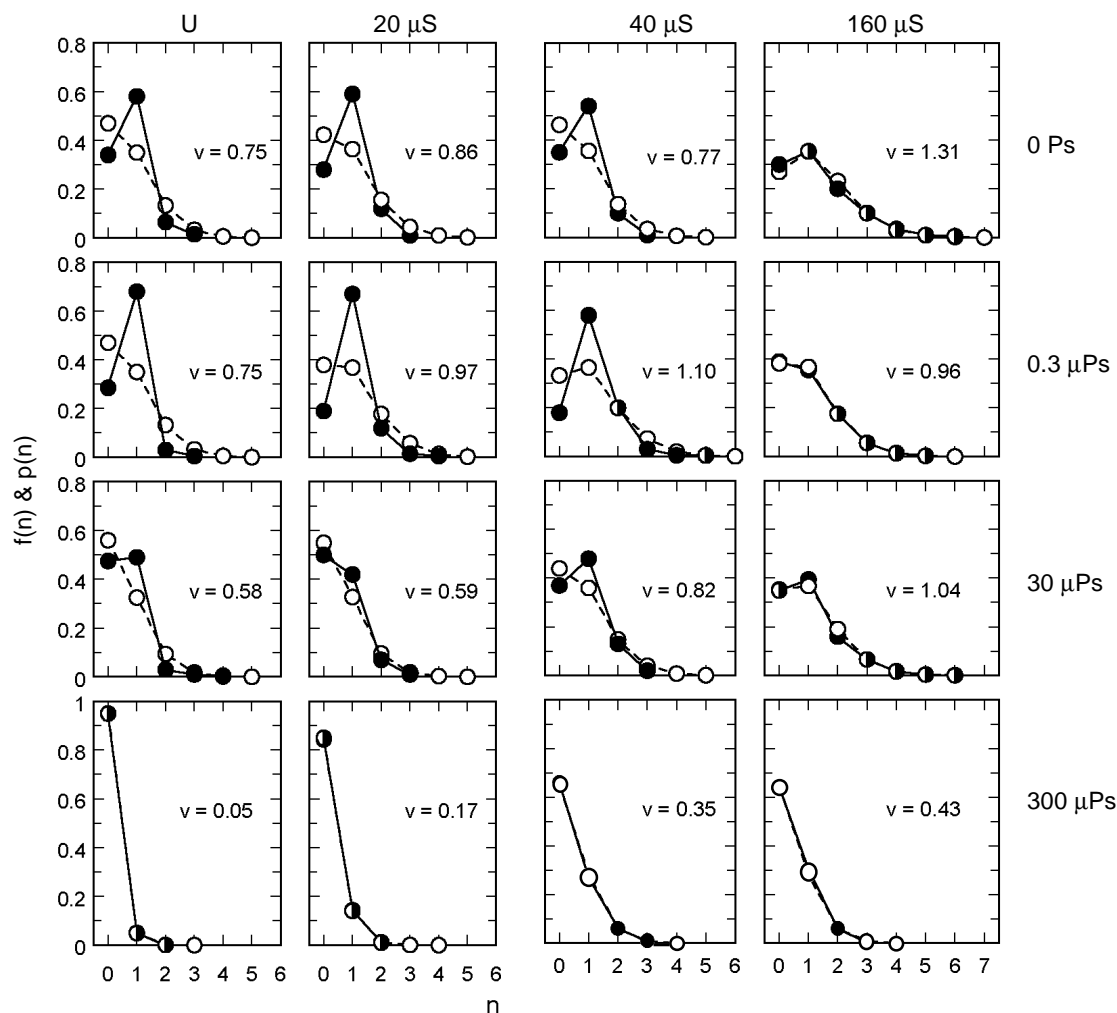 U 20 μS 40 μS 160 μS
0.8
0.6
0.4
0.2
0
v = 0.75 v = 0.86 v = 0.77 v = 1.31 0 Ps
0.8
0.6
0.4
0.2
0
v = 0.75 v = 0.97 v = 1.10 v = 0.96 0.3 μPs
f(n) & p(n)
0.8
0.6
0.4
0.2
0
v = 0.58 v = 0.59 v = 0.82 v = 1.04 30 μPs
1
0.8
0.6
0.4
0.2
0
v = 0.05 v = 0.17 v = 0.35 v = 0.43 300 μPs
0 1 2 3 4 5 6 0 1 2 3 4 5 6 0 1 2 3 4 5 6 0 1 2 3 4 5 6 7
n